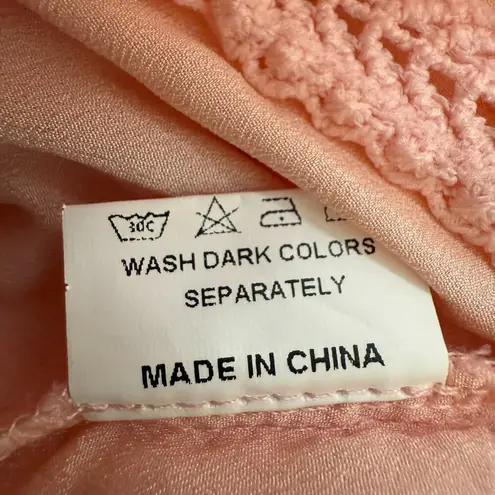 30C
WASH DARK COLORS
SEPARATELY
MADE IN CHINA